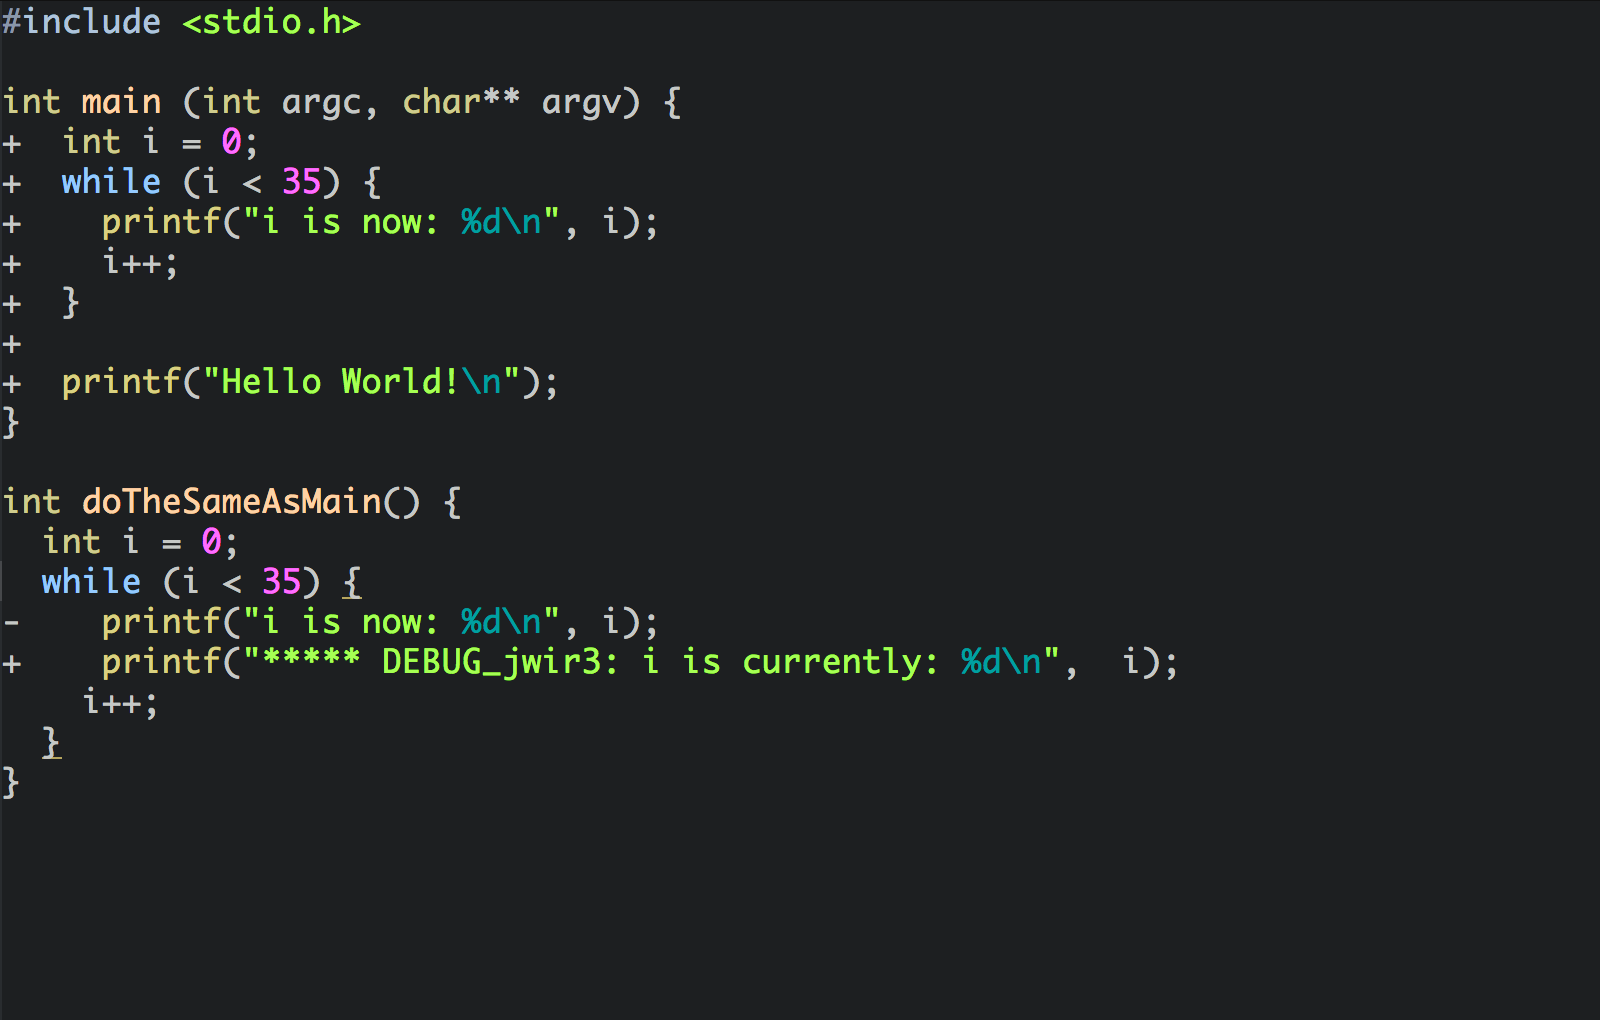 #include <stdio.h>

int main (int argc, char** argv) {
+  int i = 0;
+  while (i < 35) {
+    printf("i is now: %d\n", i);
+    i++;
+  }
+
+  printf("Hello World!\n");
}

int doTheSameAsMain() {
  int i = 0;
  while (i < 35) {
-    printf("i is now: %d\n", i);
+    printf("***** DEBUG_jwir3: i is currently: %d\n",  i);
    i++;
  }
}